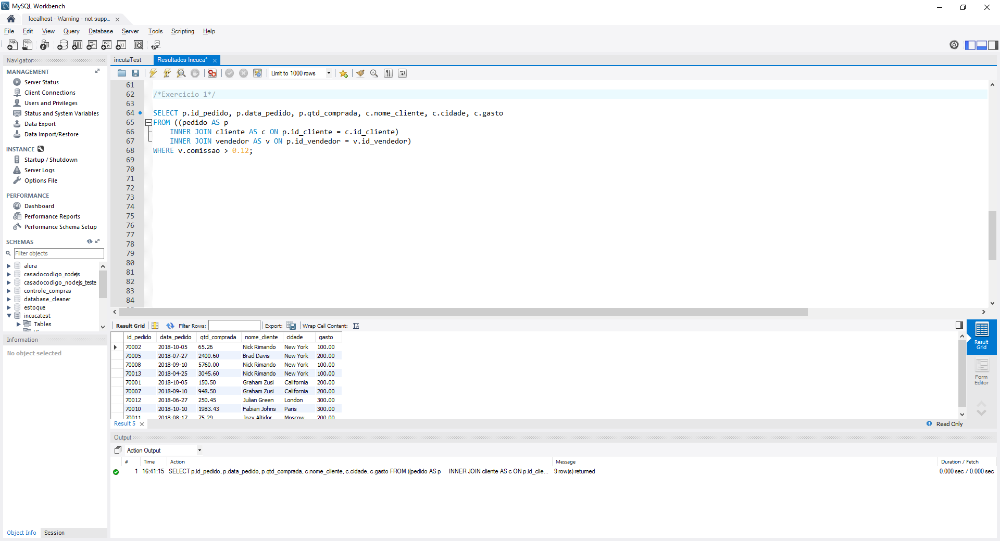 MySQL Workbench
localhost - Warning - not supp...
File Edit View Query Database Server Tools Scripting Help
Navigator
MANAGEMENT
Server Status
Client Connections
Users and Privileges
Status and System Variables
Data Export
Data Import/Restore
INSTANCE
Startup / Shutdown
Server Logs
Options File
PERFORMANCE
Dashboard
Performance Reports
Performance Schema Setup
SCHEMAS
Filter objects
alura
casadocodigo_nodejs
casadocodigo_nodejs_teste
controle_compras
database_cleaner
estoque
incucatest
Tables
Information
No object selected
Object Info Session
incutaTest Resultados Incuca*
Limit to 1000 rows
61
62 /*Exercicio 1*/
63
64 SELECT p.id_pedido, p.data_pedido, p.qtd_comprada, c.nome_cliente, c.cidade, c.gasto
65 FROM ((pedido AS p
66 INNER JOIN cliente AS c ON p.id_cliente = c.id_cliente)
67 INNER JOIN vendedor AS v ON p.id_vendedor = v.id_vendedor)
68 WHERE v.comissao > 0.12;
69
70
71
72
73
74
75
76
77
78
79
80
81
82
83
84
Result Grid Filter Rows: Export: Wrap Cell Content:
id_pedido data_pedido qtd_comprada nome_cliente cidade gasto
70002 2018-10-05 65.26 Nick Rimando New York 100.00
70005 2018-07-27 2400.60 Brad Davis New York 200.00
70008 2018-09-10 5760.00 Nick Rimando New York 100.00
70013 2018-04-25 3045.60 Nick Rimando New York 100.00
70001 2018-10-05 150.50 Graham Zusi California 200.00
70007 2018-09-10 948.50 Graham Zusi California 200.00
70012 2018-06-27 250.45 Julian Green London 300.00
70010 2018-10-10 1983.43 Fabian Johns Paris 300.00
70011 2018-08-17 75.29 Jozy Altidor Moscow 200.00
Result Grid
Form Editor
Result 5
Read Only
Output
Action Output
# Time Action Message Duration / Fetch
1 16:41:15 SELECT p.id_pedido, p.data_pedido, p.qtd_comprada, c.nome_cliente, c.cidade, c.gasto FROM ((pedido AS p INNER JOIN cliente AS c ON p.id_clie... 9 row(s) returned 0.000 sec / 0.000 sec